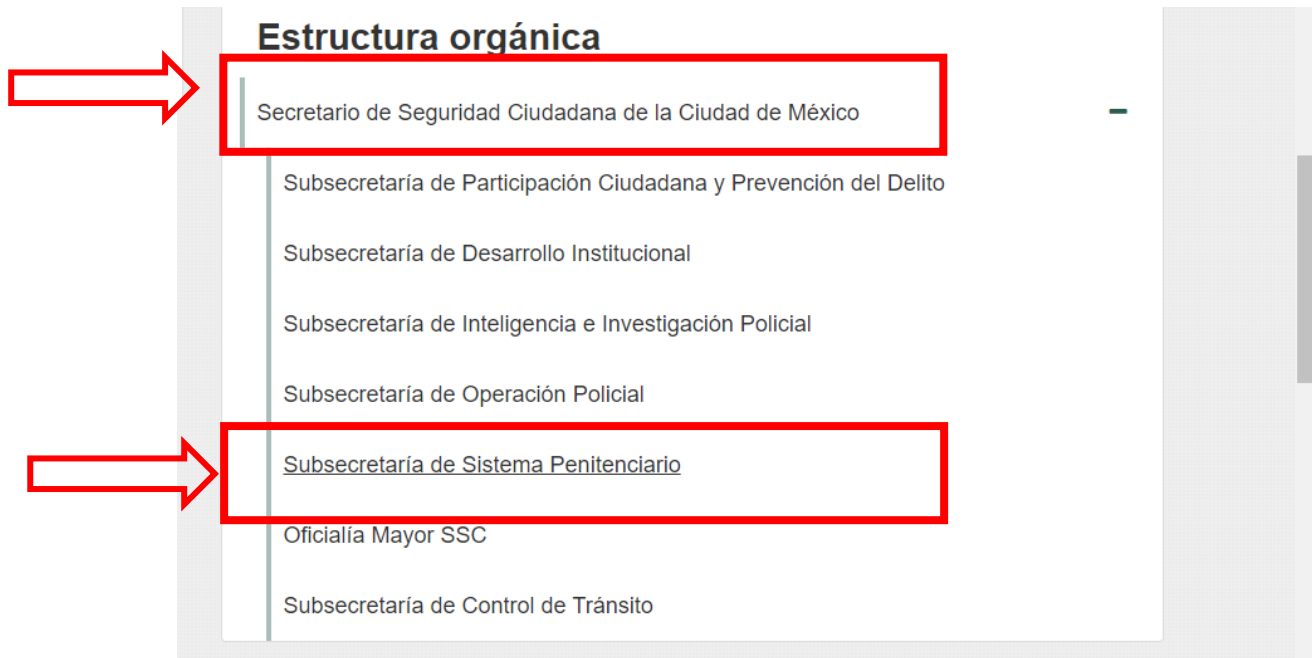 Estructura orgánica
Secretario de Seguridad Ciudadana de la Ciudad de México
Subsecretaría de Participación Ciudadana y Prevención del Delito
Subsecretaría de Desarrollo Institucional
Subsecretaría de Inteligencia e Investigación Policial
Subsecretaría de Operación Policial
Subsecretaría de Sistema Penitenciario
Oficialía Mayor SSC
Subsecretaría de Control de Tránsito